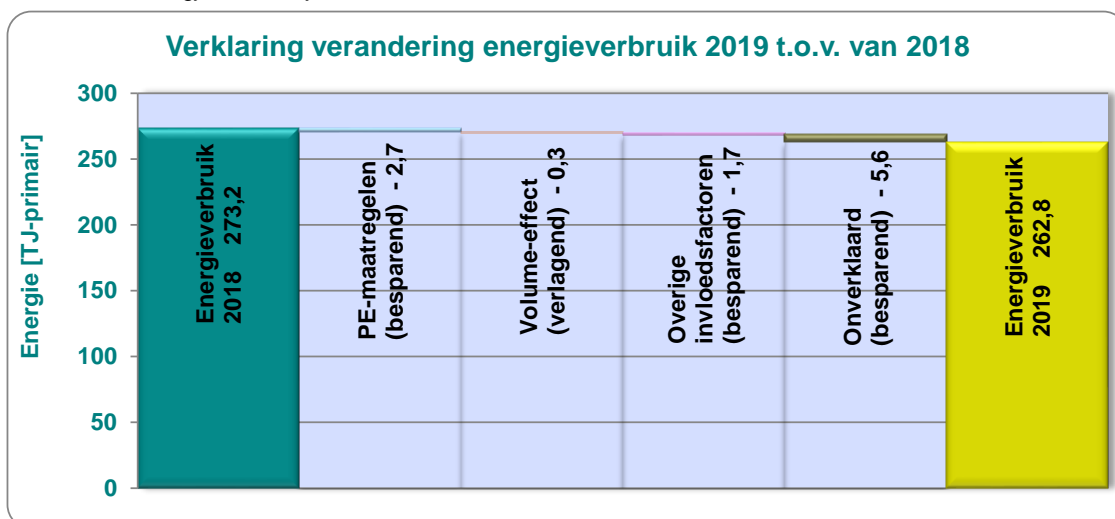 Verklaring verandering energieverbruik 2019 t.o.v. van 2018
Energie [TJ-primair]
300
250
200
150
100
50
0
Energieverbruik
2018 273,2
PE-maatregelen
(besparend) - 2,7
Volume-effect
(verlagend) - 0,3
Overige
invloedsfactoren
(besparend) - 1,7
Onverklaard
(besparend) - 5,6
Energieverbruik
2019 262,8